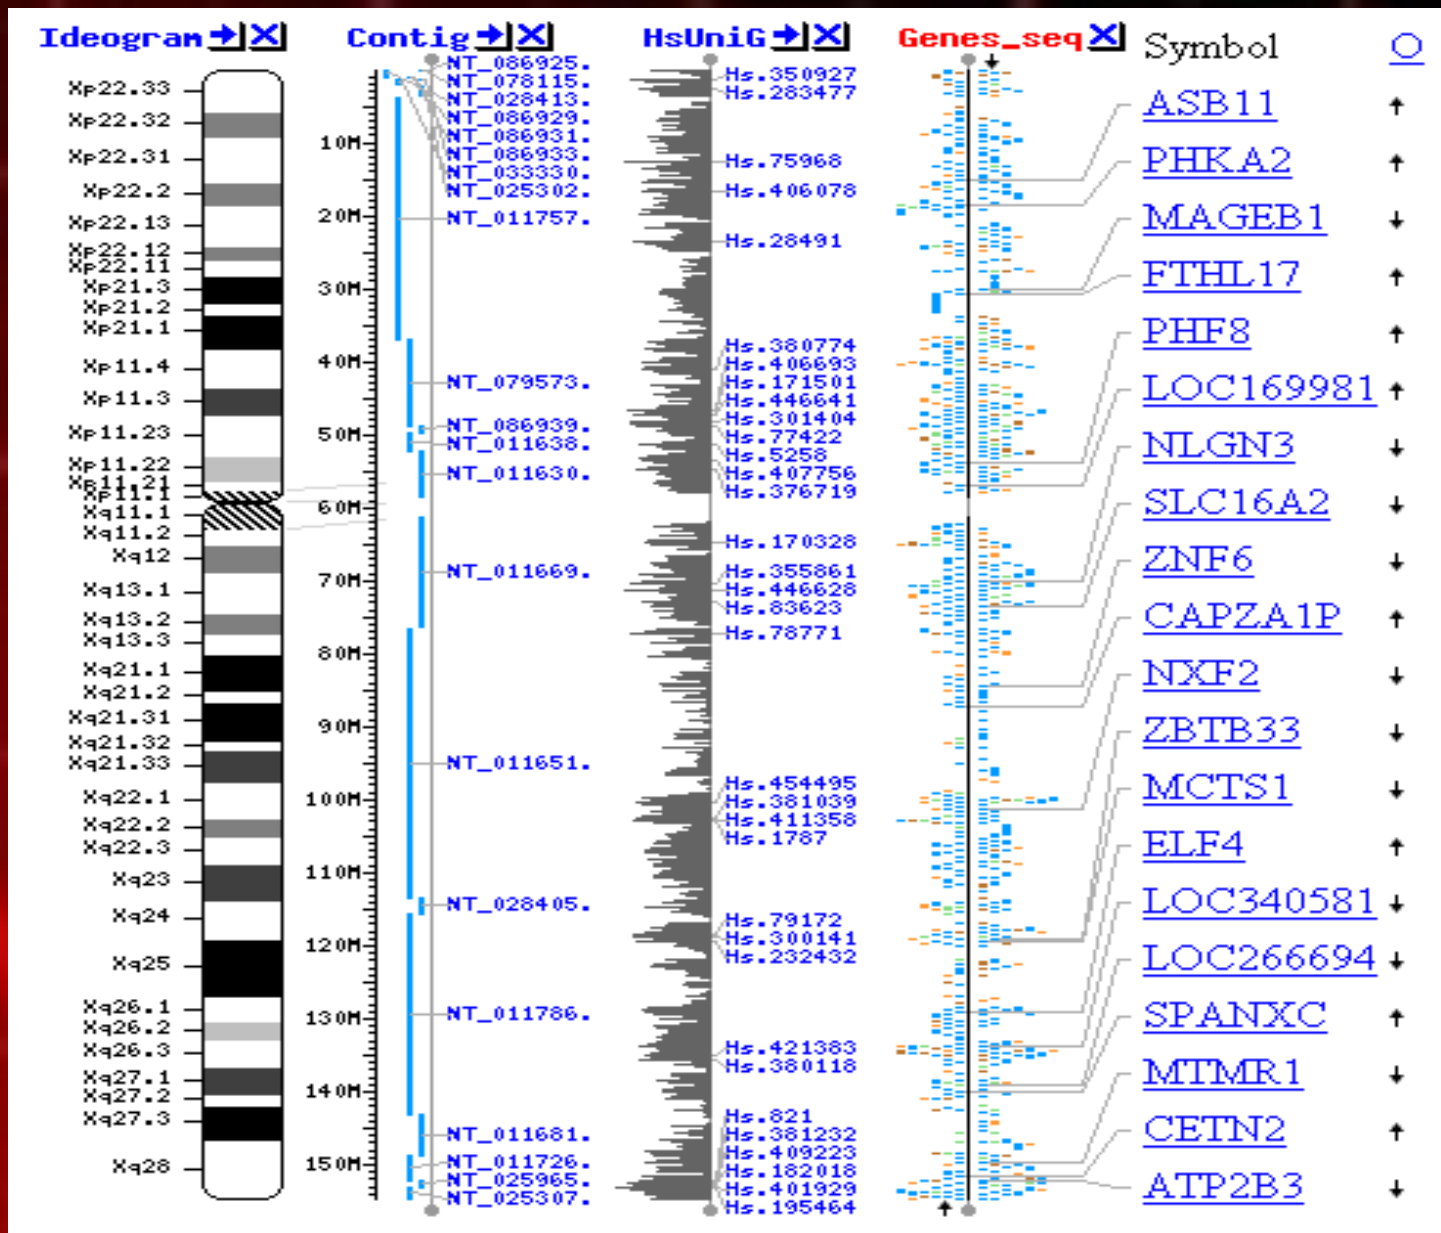 Ideogram
Contig
HsUniG
Genes_seq
Symbol
O
Xp22.33
Xp22.32
Xp22.31
Xp22.2
Xp22.13
Xp22.12
Xp22.11
Xp21.3
Xp21.2
Xp21.1
Xp11.4
Xp11.3
Xp11.23
Xp11.22
Xp11.21
Xp11.1
Xq11.1
Xq11.2
Xq12
Xq13.1
Xq13.2
Xq13.3
Xq21.1
Xq21.2
Xq21.31
Xq21.32
Xq21.33
Xq22.1
Xq22.2
Xq22.3
Xq23
Xq24
Xq25
Xq26.1
Xq26.2
Xq26.3
Xq27.1
Xq27.2
Xq27.3
Xq28
10M
20M
30M
40M
50M
60M
70M
80M
90M
100M
110M
120M
130M
140M
150M
NT_086925.
NT_078115.
NT_028413.
NT_086929.
NT_086931.
NT_086933.
NT_033330.
NT_025302.
NT_011757.
NT_079573.
NT_086939.
NT_011638.
NT_011630.
NT_011669.
NT_011651.
NT_028405.
NT_011786.
NT_011681.
NT_011726.
NT_025965.
NT_025307.
Hs.350927
Hs.283477
Hs.75968
Hs.406078
Hs.28491
Hs.380774
Hs.406693
Hs.171501
Hs.446641
Hs.301404
Hs.77422
Hs.5258
Hs.407756
Hs.376719
Hs.170328
Hs.355861
Hs.446628
Hs.83623
Hs.78771
Hs.454495
Hs.381039
Hs.411358
Hs.1787
Hs.79172
Hs.300141
Hs.232432
Hs.421383
Hs.380118
Hs.821
Hs.381232
Hs.409223
Hs.182018
Hs.401929
Hs.195464
ASB11
PHKA2
MAGEB1
FTHL17
PHF8
LOC169981
NLGN3
SLC16A2
ZNF6
CAPZA1P
NXF2
ZBTB33
MCTS1
ELF4
LOC340581
LOC266694
SPANXC
MTMR1
CETN2
ATP2B3